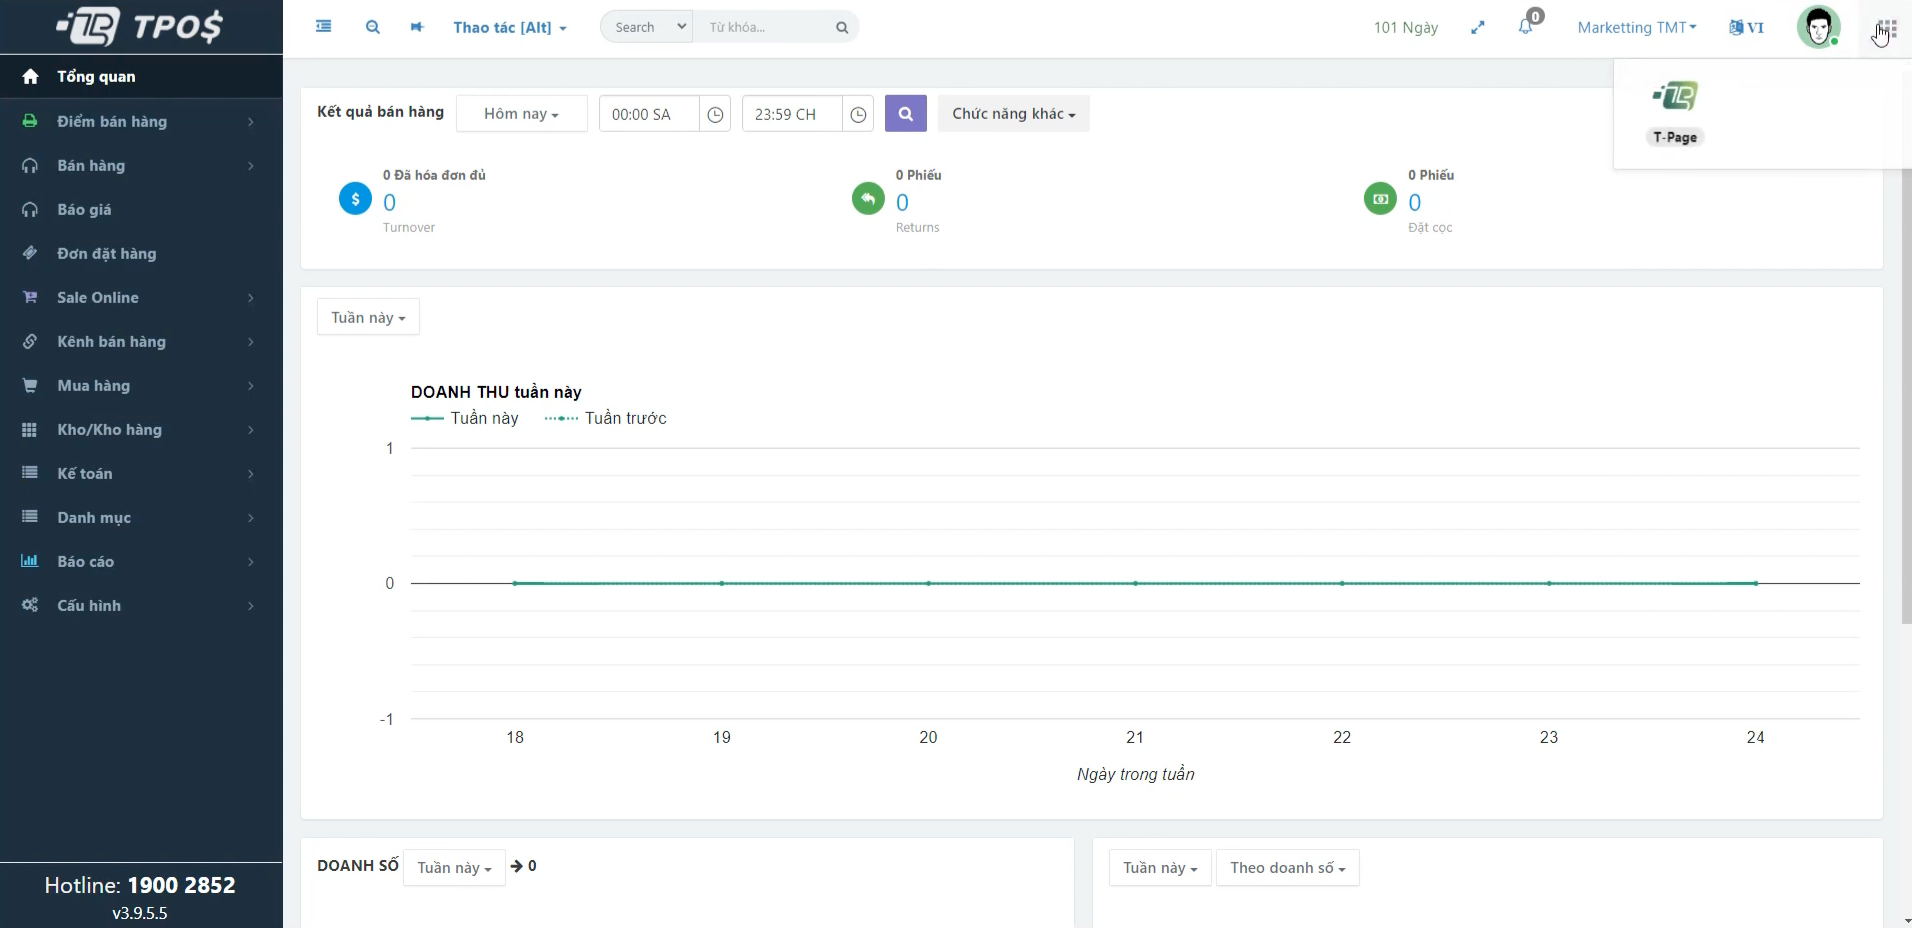 TPO$
Thao tác [Alt]
Search
Từ khóa...
101 Ngày
0
Marketting TMT
VI
T-Page
Tổng quan
Điểm bán hàng
Bán hàng
Báo giá
Đơn đặt hàng
Sale Online
Kênh bán hàng
Mua hàng
Kho/Kho hàng
Kế toán
Danh mục
Báo cáo
Cấu hình
Hotline: 1900 2852
v3.9.5.5
Kết quả bán hàng
Hôm nay
00:00 SA
23:59 CH
Chức năng khác
0 Đã hóa đơn đủ
0
Turnover
0 Phiếu
0
Returns
0 Phiếu
0
Đặt cọc
Tuần này
DOANH THU tuần này
Tuần này
Tuần trước
1
0
-1
18 19 20 21 22 23 24
Ngày trong tuần
DOANH SỐ
Tuần này
0
Tuần này
Theo doanh số